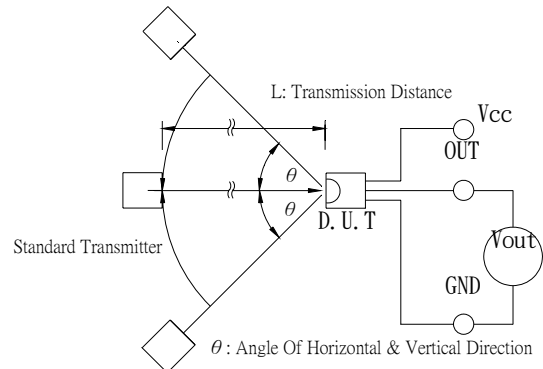 L: Transmission Distance
Vcc
OUT
θ
θ
D. U. T
Standard Transmitter
Vout
GND
θ : Angle Of Horizontal & Vertical Direction